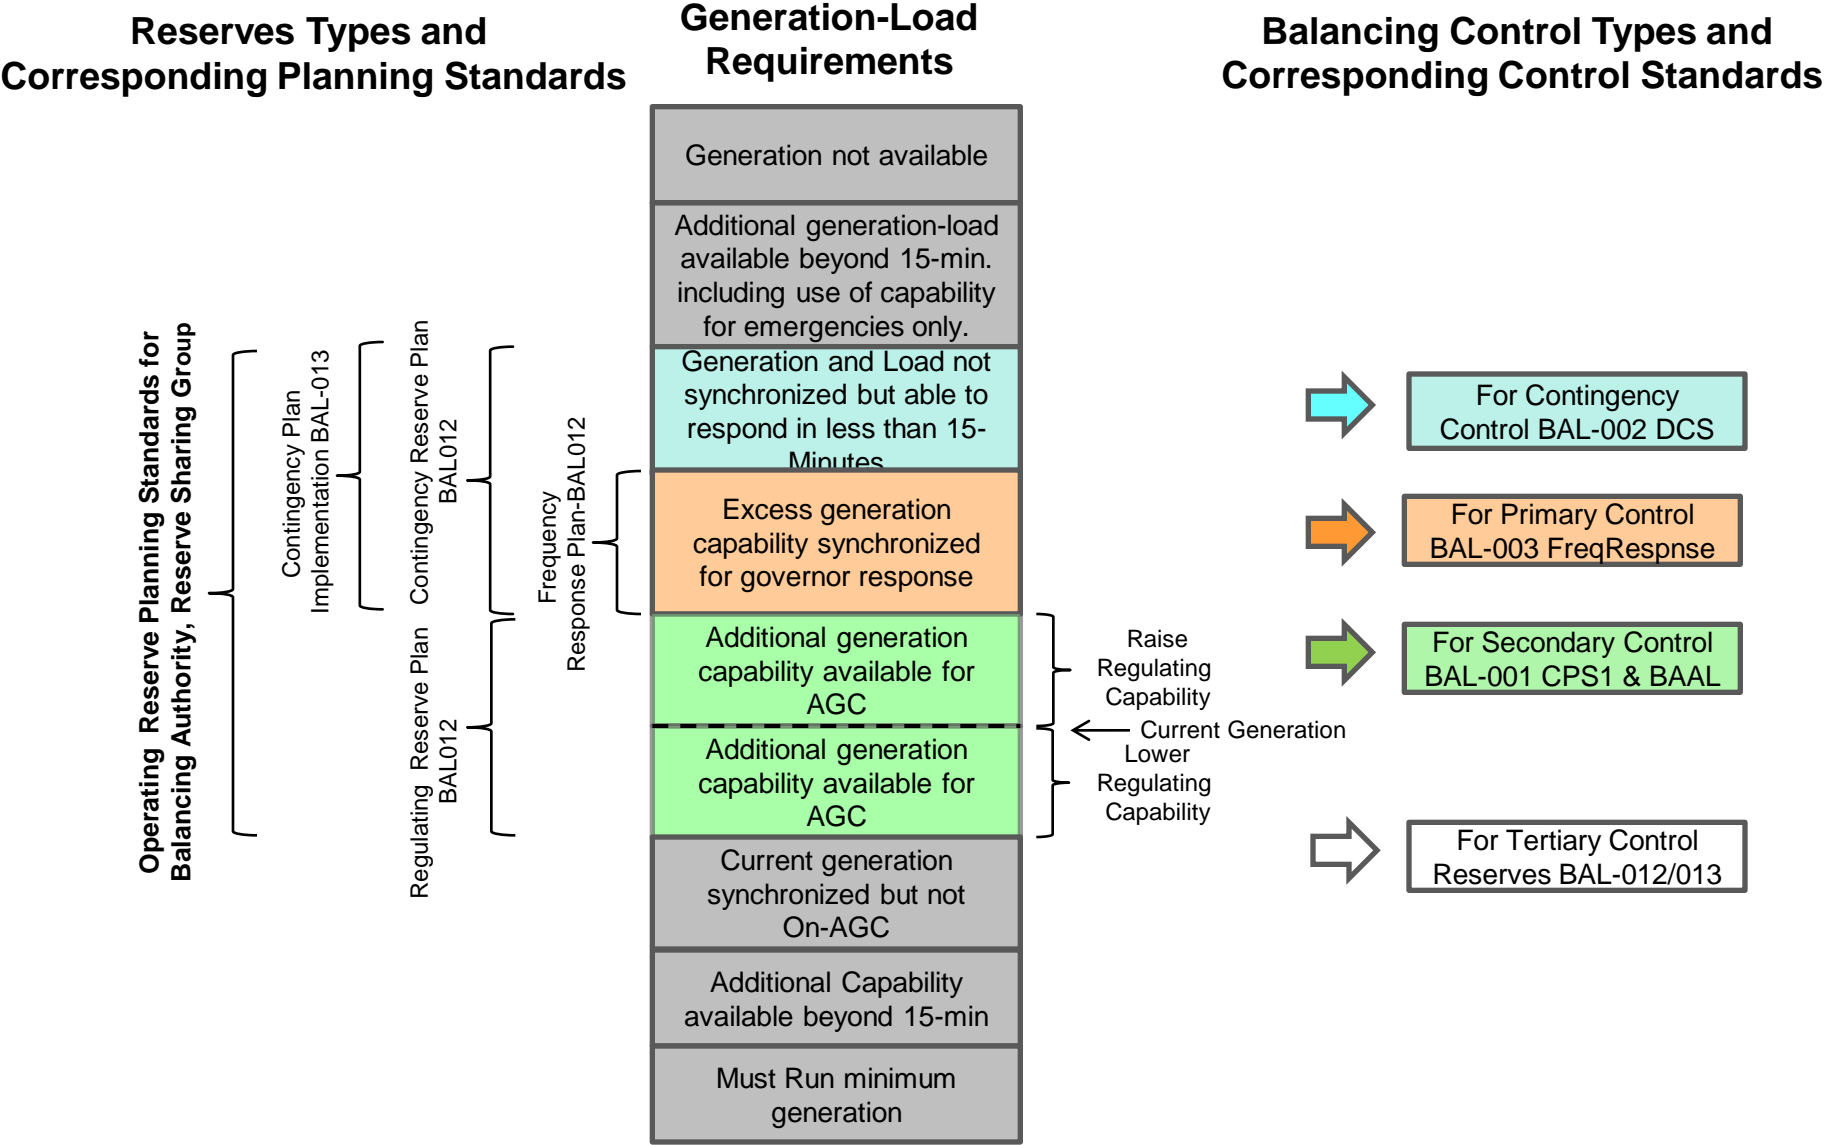 Reserves Types and
Corresponding Planning Standards
Generation-Load
Requirements
Balancing Control Types and
Corresponding Control Standards
Operating Reserve Planning Standards for
Balancing Authority, Reserve Sharing Group
Contingency Plan
Implementation BAL-013
Contingency Reserve Plan
BAL012
Regulating Reserve Plan
BAL012
Frequency
Response Plan-BAL012
Generation not available
Additional generation-load
available beyond 15-min.
including use of capability
for emergencies only.
Generation and Load not
synchronized but able to
respond in less than 15-
Minutes
Excess generation
capability synchronized
for governor response
Additional generation
capability available for
AGC
Additional generation
capability available for
AGC
Current generation
synchronized but not
On-AGC
Additional Capability
available beyond 15-min
Must Run minimum
generation
Raise
Regulating
Capability
Current Generation
Lower
Regulating
Capability
For Contingency
Control BAL-002 DCS
For Primary Control
BAL-003 FreqRespnse
For Secondary Control
BAL-001 CPS1 & BAAL
For Tertiary Control
Reserves BAL-012/013